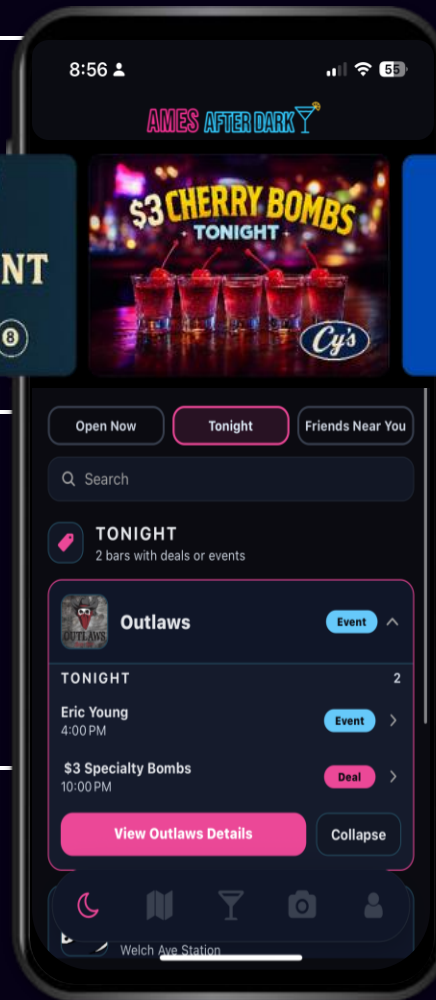 8:56
55
AMES AFTER DARK
NT
8
$3 CHERRY BOMBS
TONIGHT
Cy's
Open Now
Tonight
Friends Near You
Search
TONIGHT
2 bars with deals or events
OUTLAWS
Outlaws
Event
TONIGHT
2
Eric Young
Event
4:00 PM
$3 Specialty Bombs
Deal
10:00 PM
View Outlaws Details
Collapse
Welch Ave Station